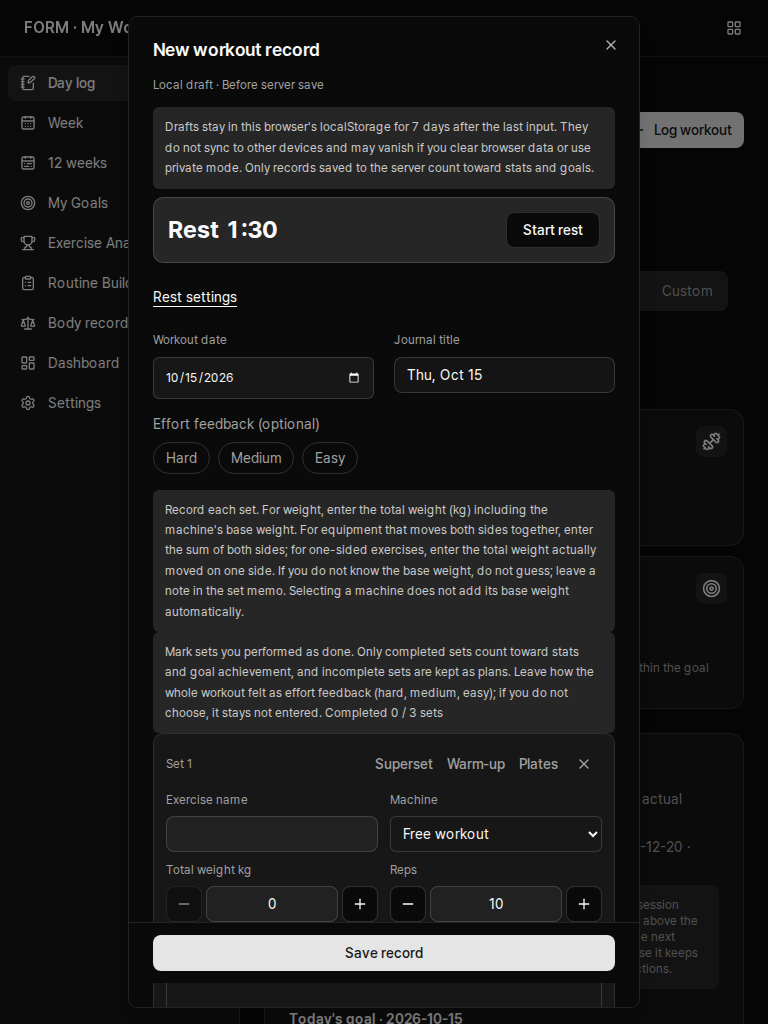 FORM · My Wo
New workout record
Local draft · Before server save
Day log
Week
12 weeks
My Goals
Exercise Ana
Routine Build
Body record
Dashboard
Settings
Log workout
Custom
Drafts stay in this browser's localStorage for 7 days after the last input. They
do not sync to other devices and may vanish if you clear browser data or use
private mode. Only records saved to the server count toward stats and goals.
Rest 1:30
Start rest
Rest settings
Workout date
Journal title
10/15/2026
Thu, Oct 15
Effort feedback (optional)
Hard
Medium
Easy
Record each set. For weight, enter the total weight (kg) including the
machine's base weight. For equipment that moves both sides together, enter
the sum of both sides; for one-sided exercises, enter the total weight actually
moved on one side. If you do not know the base weight, do not guess; leave a
note in the set memo. Selecting a machine does not add its base weight
automatically.
Mark sets you performed as done. Only completed sets count toward stats
and goal achievement, and incomplete sets are kept as plans. Leave how the
whole workout felt as effort feedback (hard, medium, easy); if you do not
choose, it stays not entered. Completed 0 / 3 sets
Set 1
Superset
Warm-up
Plates
Exercise name
Machine
Free workout
Total weight kg
Reps
0
10
Save record
thin the goal
actual
-12-20 ·
session
above the
e next
se it keeps
ctions.
Today's goal · 2026-10-15